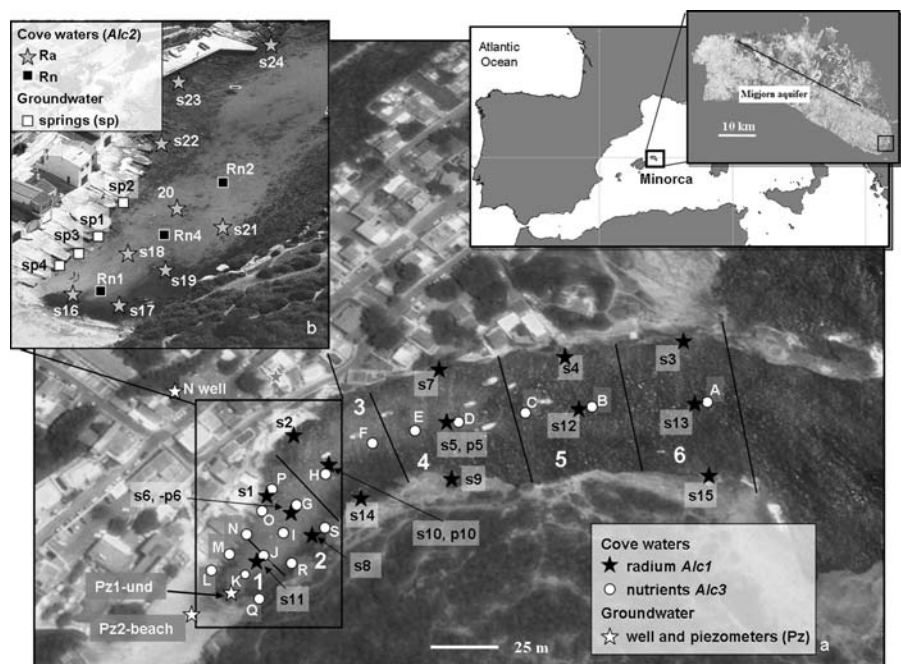 Cove waters (Alc2)
Ra
Rn
Groundwater
springs (sp)
s24
s23
s22
Rn2
sp2
20
sp1
s21
sp3
Rn4
s18
sp4
s19
Rn1
s16
s17
b
Atlantic
Ocean
Minorca
Migjorn aquifer
10 km
N well
s7
s4
s3
3
s2
F
E
D
C
B
A
s5, p5
s12
s13
4
5
6
H
s9
s15
P
s6, -p6
s1
G
s14
s10, p10
O
N
I
S
M
J
2
s8
L
K
1
R
Pz1-und
s11
Q
Pz2-beach
Cove waters
radium Alc1
nutrients Alc3
Groundwater
well and piezometers (Pz)
25 m
a